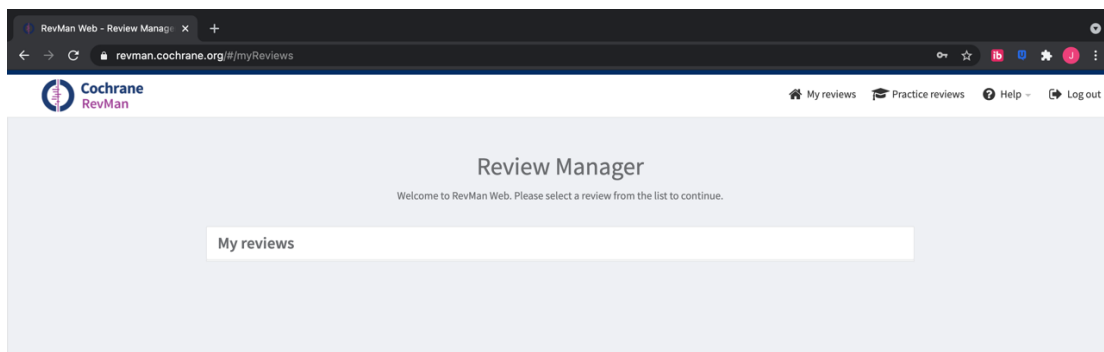 RevMan Web - Review Manage
revman.cochrane.org/#/myReviews
ib
J
Cochrane
RevMan
My reviews
Practice reviews
Help
Log out
Review Manager
Welcome to RevMan Web. Please select a review from the list to continue.
My reviews